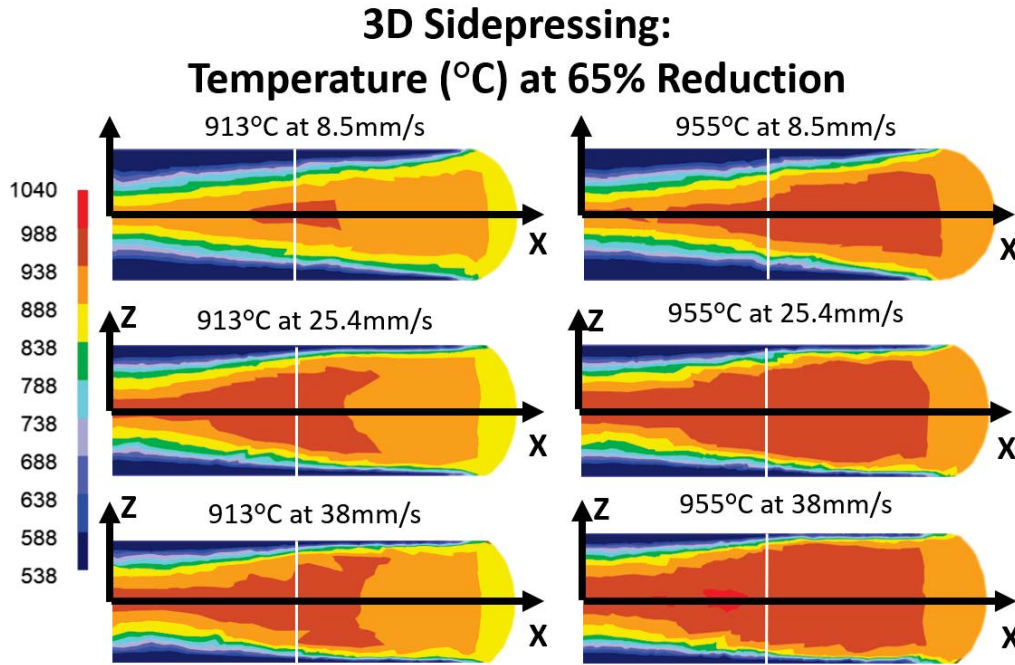 3D Sidepressing:
Temperature (°C) at 65% Reduction
913°C at 8.5mm/s
955°C at 8.5mm/s
1040
988
938
888
838
788
738
688
638
588
538
X
X
Z
913°C at 25.4mm/s
Z
955°C at 25.4mm/s
X
X
Z
913°C at 38mm/s
Z
955°C at 38mm/s
X
X